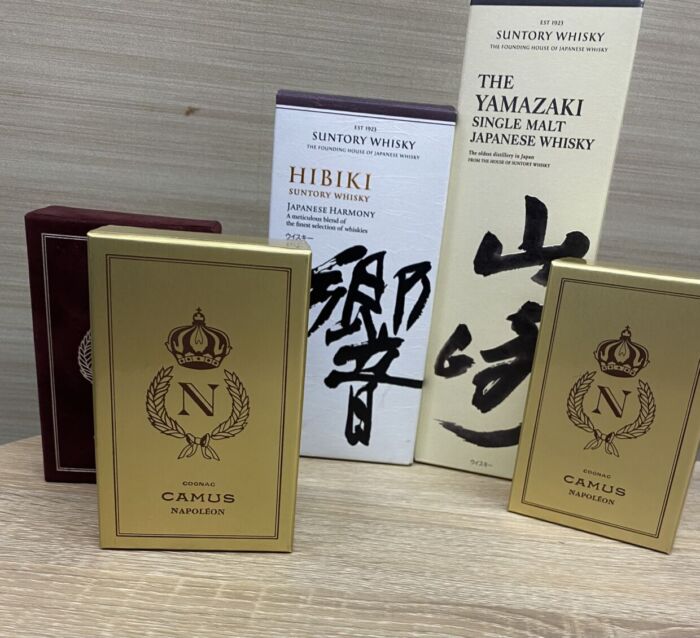 EST 1923
SUNTORY WHISKY
THE FOUNDING HOUSE OF JAPANESE WHISKY
HIBIKI
SUNTORY WHISKY
JAPANESE HARMONY
A meticulous blend of
the finest selection of whiskies
ウイスキー
響
EST 1923
SUNTORY WHISKY
THE FOUNDING HOUSE OF JAPANESE WHISKY
THE
YAMAZAKI
SINGLE MALT
JAPANESE WHISKY
The oldest distillery in Japan
FROM THE HOUSE OF SUNTORY WHISKY
山崎
ウイスキー
N
COGNAC
CAMUS
NAPOLÉON
N
COGNAC
CAMUS
NAPOLÉON